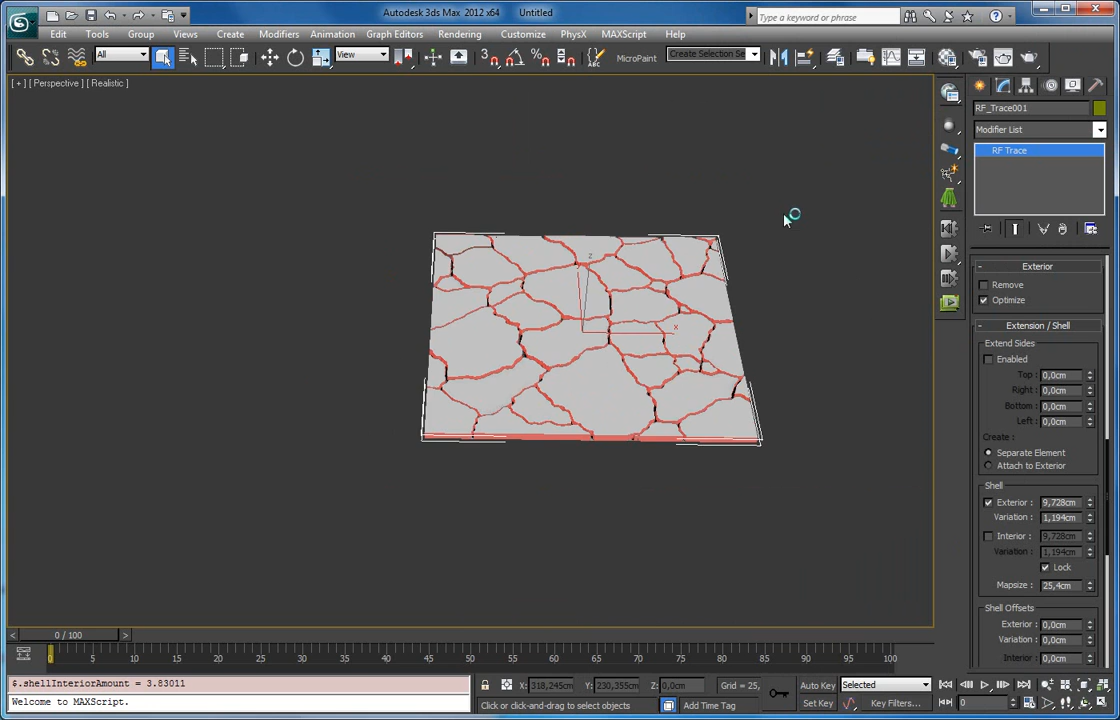 Autodesk 3ds Max 2012 x64 Untitled
Type a keyword or phrase
Edit Tools Group Views Create Modifiers Animation Graph Editors Rendering Customize PhysX MAXScript Help
All View MicroPaint Create Selection Se
[ + ] [ Perspective ] [ Realistic ]
RF_Trace001
Modifier List
RF Trace
- Exterior
Remove
Optimize
- Extension / Shell
Extend Sides
Enabled
Top : 0,0cm
Right : 0,0cm
Bottom : 0,0cm
Left : 0,0cm
Create :
Separate Element
Attach to Exterior
Shell
Exterior : 9,728cm
Variation : 1,194cm
Interior : 9,728cm
Variation : 1,194cm
Lock
Mapsize : 25,4cm
Shell Offsets
Exterior : 0,0cm
Variation : 0,0cm
Interior : 0,0cm
z
x
< 0 / 100 >
0 5 10 15 20 25 30 35 40 45 50 55 60 65 70 75 80 85 90 95 100
$.shellInteriorAmount = 3.83011
Welcome to MAXScript.
1 Object Selected
X: 318,245cm Y: 230,355cm Z: 0,0cm Grid = 25,
Click or click-and-drag to select objects
Add Time Tag
Auto Key Selected
Set Key Key Filters...
0